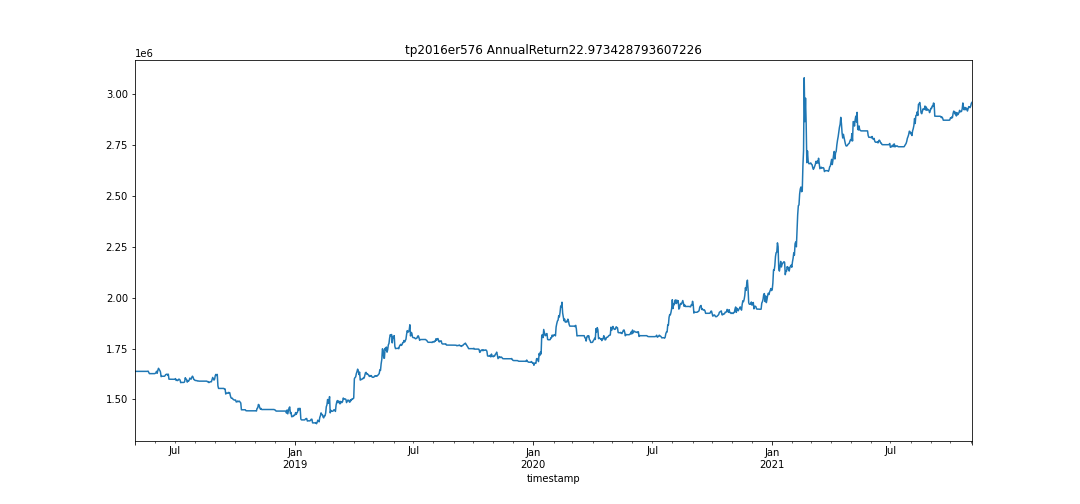 tp2016er576 AnnualReturn22.973428793607226
1e6
3.00
2.75
2.50
2.25
2.00
1.75
1.50
Jul
Jan
2019
Jul
Jan
2020
Jul
Jan
2021
Jul
timestamp